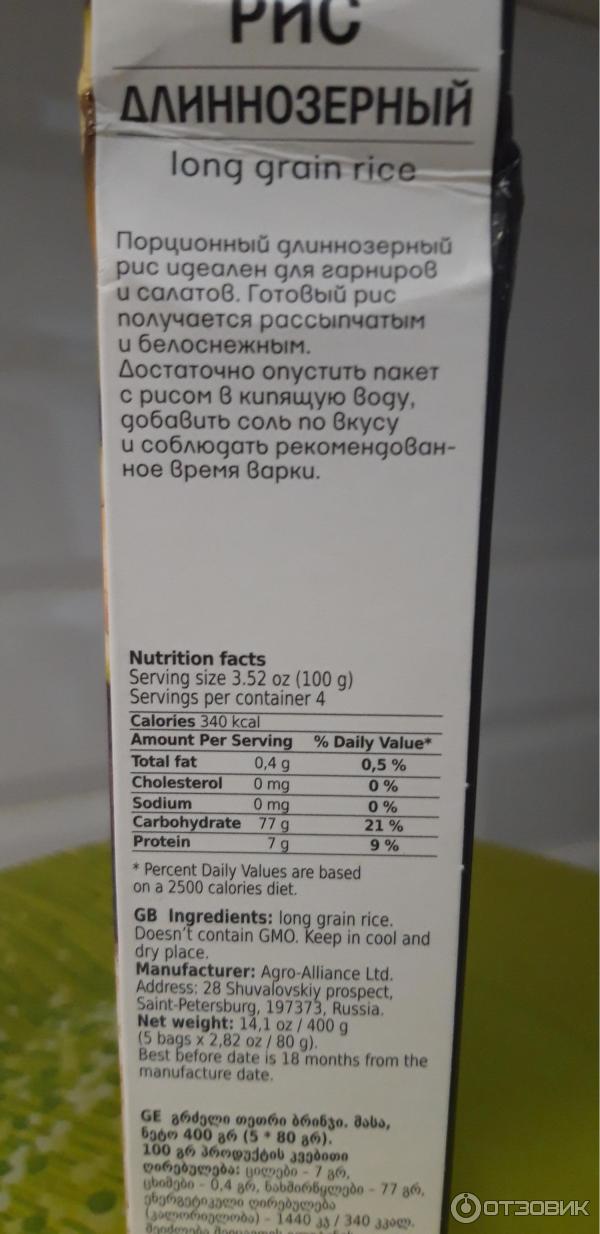 РИС
ДЛИННОЗЕРНЫЙ
long grain rice
Порционный длиннозерный
рис идеален для гарниров
и салатов. Готовый рис
получается рассыпчатым
и белоснежным.
Достаточно опустить пакет
с рисом в кипящую воду,
добавить соль по вкусу
и соблюдать рекомендован-
ное время варки.
Nutrition facts
Serving size 3.52 oz (100 g)
Servings per container 4
Calories 340 kcal
Amount Per Serving % Daily Value*
Total fat 0,4 g 0,5 %
Cholesterol 0 mg 0 %
Sodium 0 mg 0 %
Carbohydrate 77 g 21 %
Protein 7 g 9 %
* Percent Daily Values are based
on a 2500 calories diet.
GB Ingredients: long grain rice.
Doesn't contain GMO. Keep in cool and
dry place.
Manufacturer: Agro-Alliance Ltd.
Address: 28 Shuvalovskiy prospect,
Saint-Petersburg, 197373, Russia.
Net weight: 14,1 oz / 400 g
(5 bags x 2,82 oz / 80 g).
Best before date is 18 months from the
manufacture date.
GE გრძელი თეთრი ბრინჯი. მასა,
ნეტო 400 გრ (5 * 80 გრ).
100 გრ პროდუქტის კვებითი
ღირებულება: ცილები - 7 გრ,
ცხიმები - 0,4 გრ, ნახშირწყლები - 77 გრ,
ენერგეტიკული ღირებულება
(კალორიულობა) - 1440 კჯ / 340 კკალ.
ОТЗОВИК